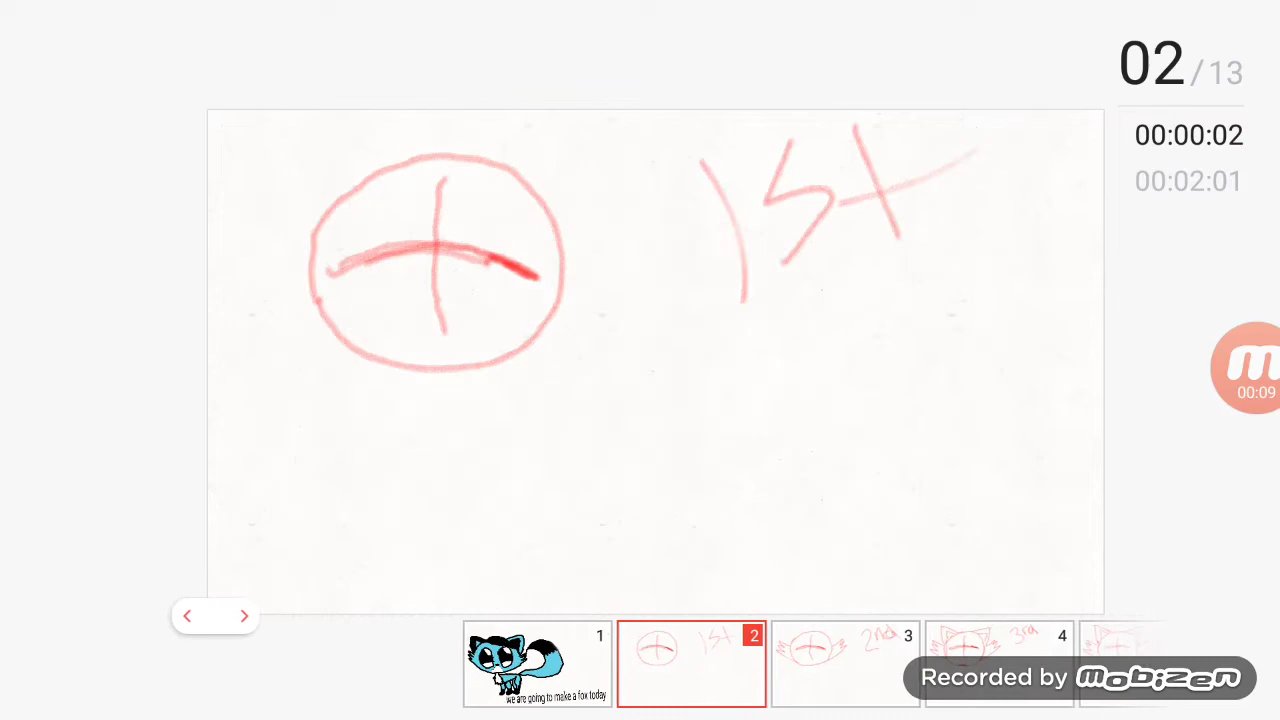 02/13
00:00:02
00:02:01
1st
m
00:09
1
we are going to make a fox today
1st
2
2nd
3
3rd
4
Recorded by mobizen